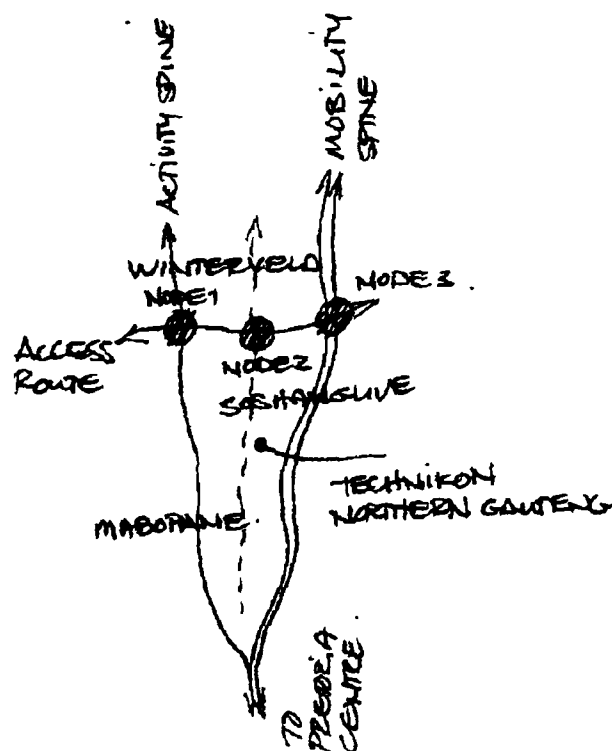 ACTIVITY SPINE
MOBILITY
SPINE
WINTERVELD
NODE 1
NODE 3.
ACCESS
ROUTE
NODE 2
SOSHANGUVE
TECHNIKON
NORTHERN GAUTENG
MABOPANE.
TO
PRETORIA
CENTRE.